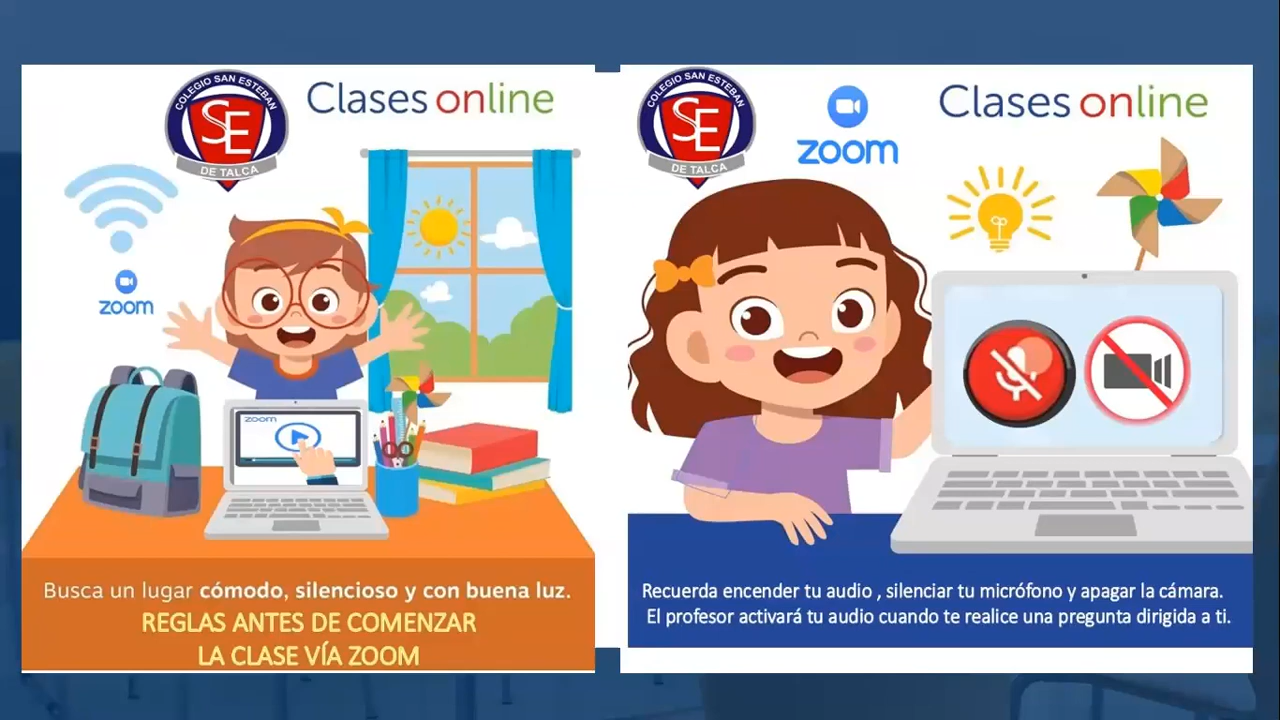 COLEGIO SAN ESTEBAN
SE
DE TALCA
Clases online
zoom
zoom
Busca un lugar cómodo, silencioso y con buena luz.
REGLAS ANTES DE COMENZAR
LA CLASE VÍA ZOOM
COLEGIO SAN ESTEBAN
SE
DE TALCA
zoom
Clases online
Recuerda encender tu audio , silenciar tu micrófono y apagar la cámara.
El profesor activará tu audio cuando te realice una pregunta dirigida a ti.